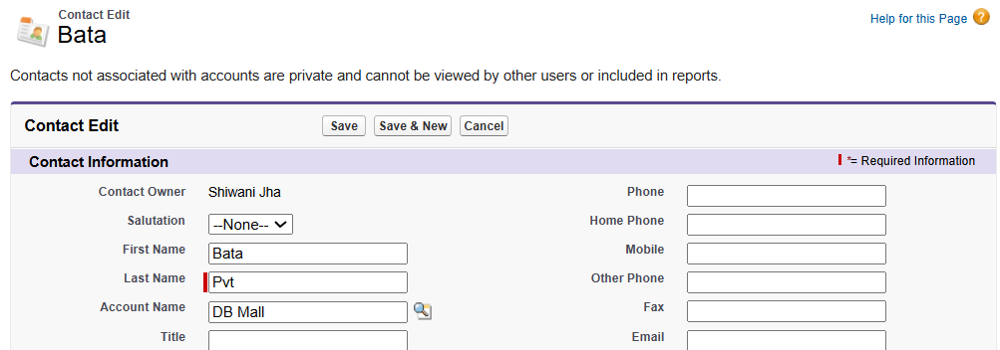 Contact Edit
Bata
Help for this Page
Contacts not associated with accounts are private and cannot be viewed by other users or included in reports.
Contact Edit Save Save & New Cancel
Contact Information *= Required Information
Contact Owner Shiwani Jha Phone
Salutation --None-- Home Phone
First Name Bata Mobile
Last Name Pvt Other Phone
Account Name DB Mall Fax
Title Email